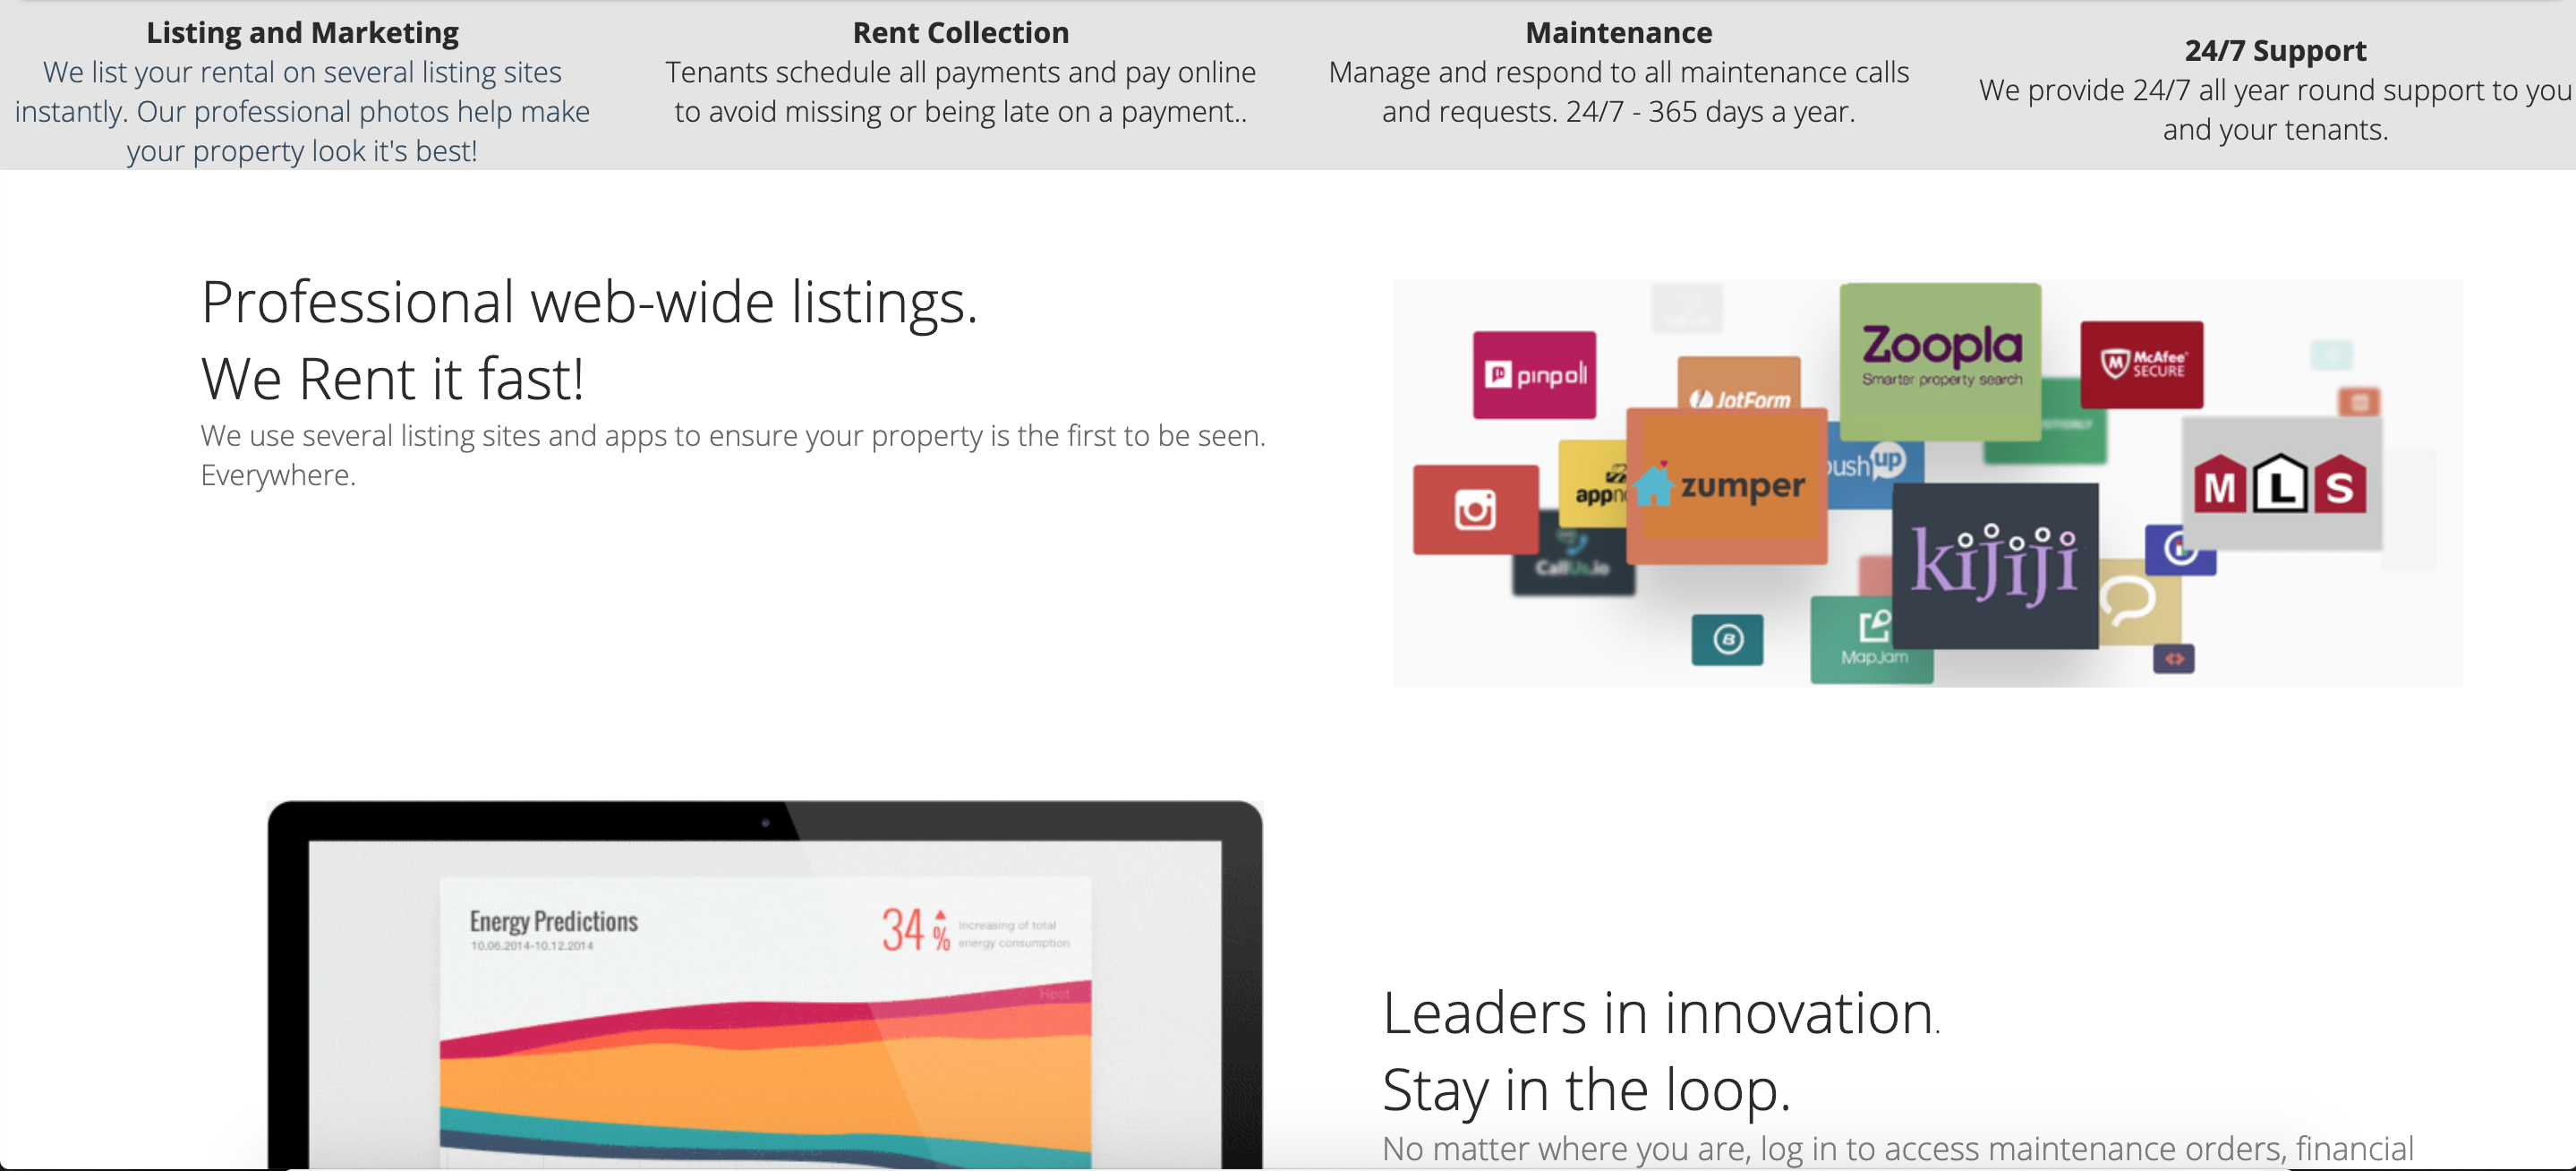 Listing and Marketing
We list your rental on several listing sites
instantly. Our professional photos help make
your property look it's best!
Rent Collection
Tenants schedule all payments and pay online
to avoid missing or being late on a payment..
Maintenance
Manage and respond to all maintenance calls
and requests. 24/7 - 365 days a year.
24/7 Support
We provide 24/7 all year round support to you
and your tenants.
Professional web-wide listings.
We Rent it fast!
We use several listing sites and apps to ensure your property is the first to be seen.
Everywhere.
pinpoll
JotForm
Zoopla
Smarter property search
McAfee
SECURE
zumper
up
MLS
kijiji
CallUs.io
B
MapJam
Energy Predictions
10.06.2014-10.12.2014
34 %
Increasing of total
energy consumption
Heat
Leaders in innovation.
Stay in the loop.
No matter where you are, log in to access maintenance orders, financial